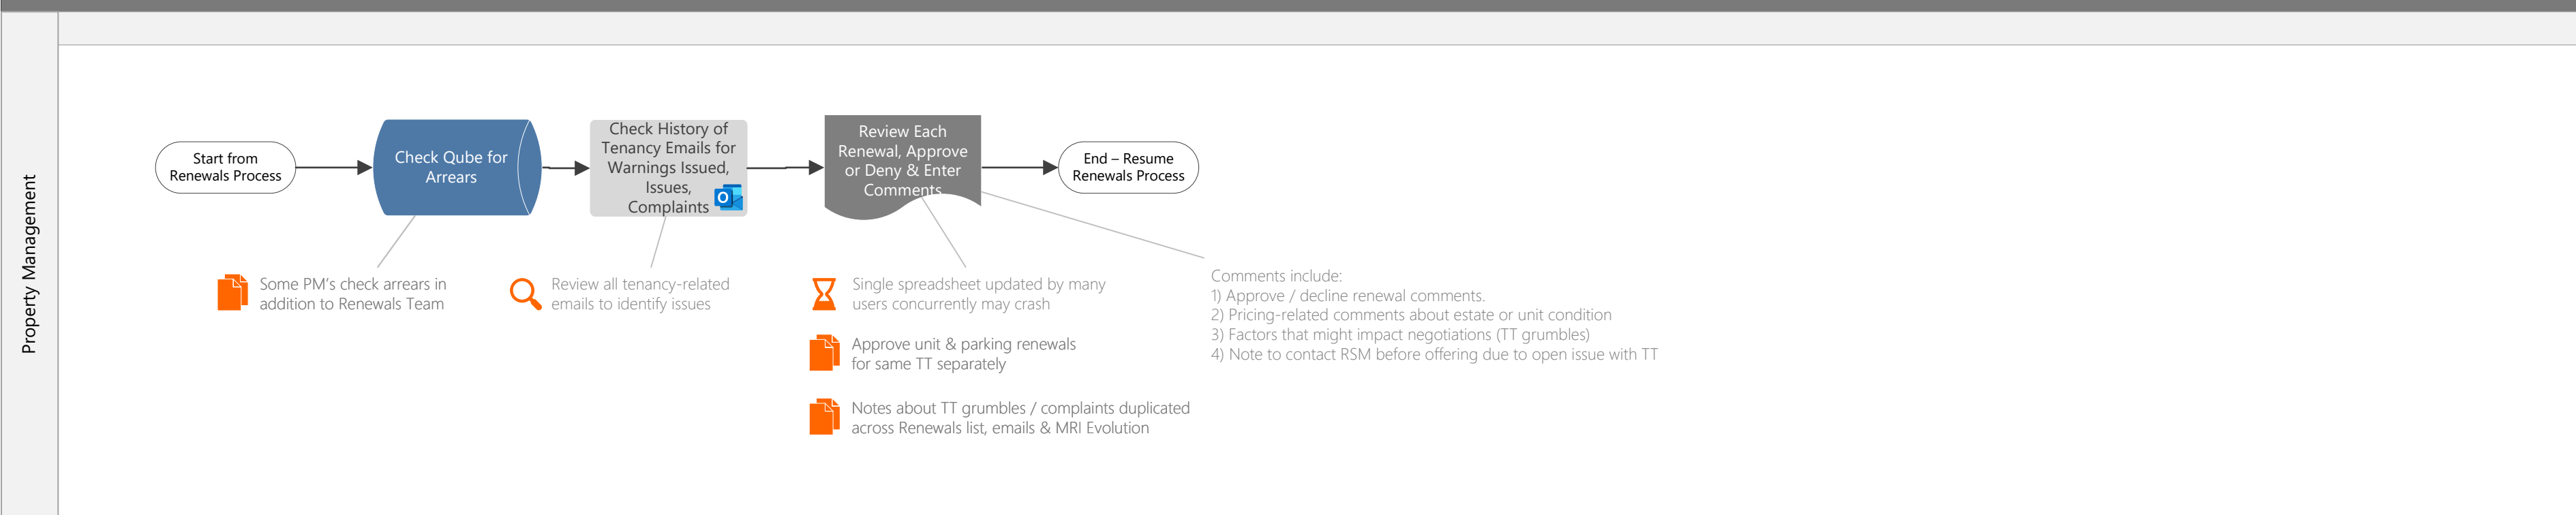 Property Management
Start from
Renewals Process
Check Qube for
Arrears
Check History of
Tenancy Emails for
Warnings Issued,
Issues,
Complaints
O
Review Each
Renewal, Approve
or Deny & Enter
Comments
End – Resume
Renewals Process
Some PM's check arrears in
addition to Renewals Team
Review all tenancy-related
emails to identify issues
Single spreadsheet updated by many
users concurrently may crash
Approve unit & parking renewals
for same TT separately
Notes about TT grumbles / complaints duplicated
across Renewals list, emails & MRI Evolution
Comments include:
1) Approve / decline renewal comments.
2) Pricing-related comments about estate or unit condition
3) Factors that might impact negotiations (TT grumbles)
4) Note to contact RSM before offering due to open issue with TT